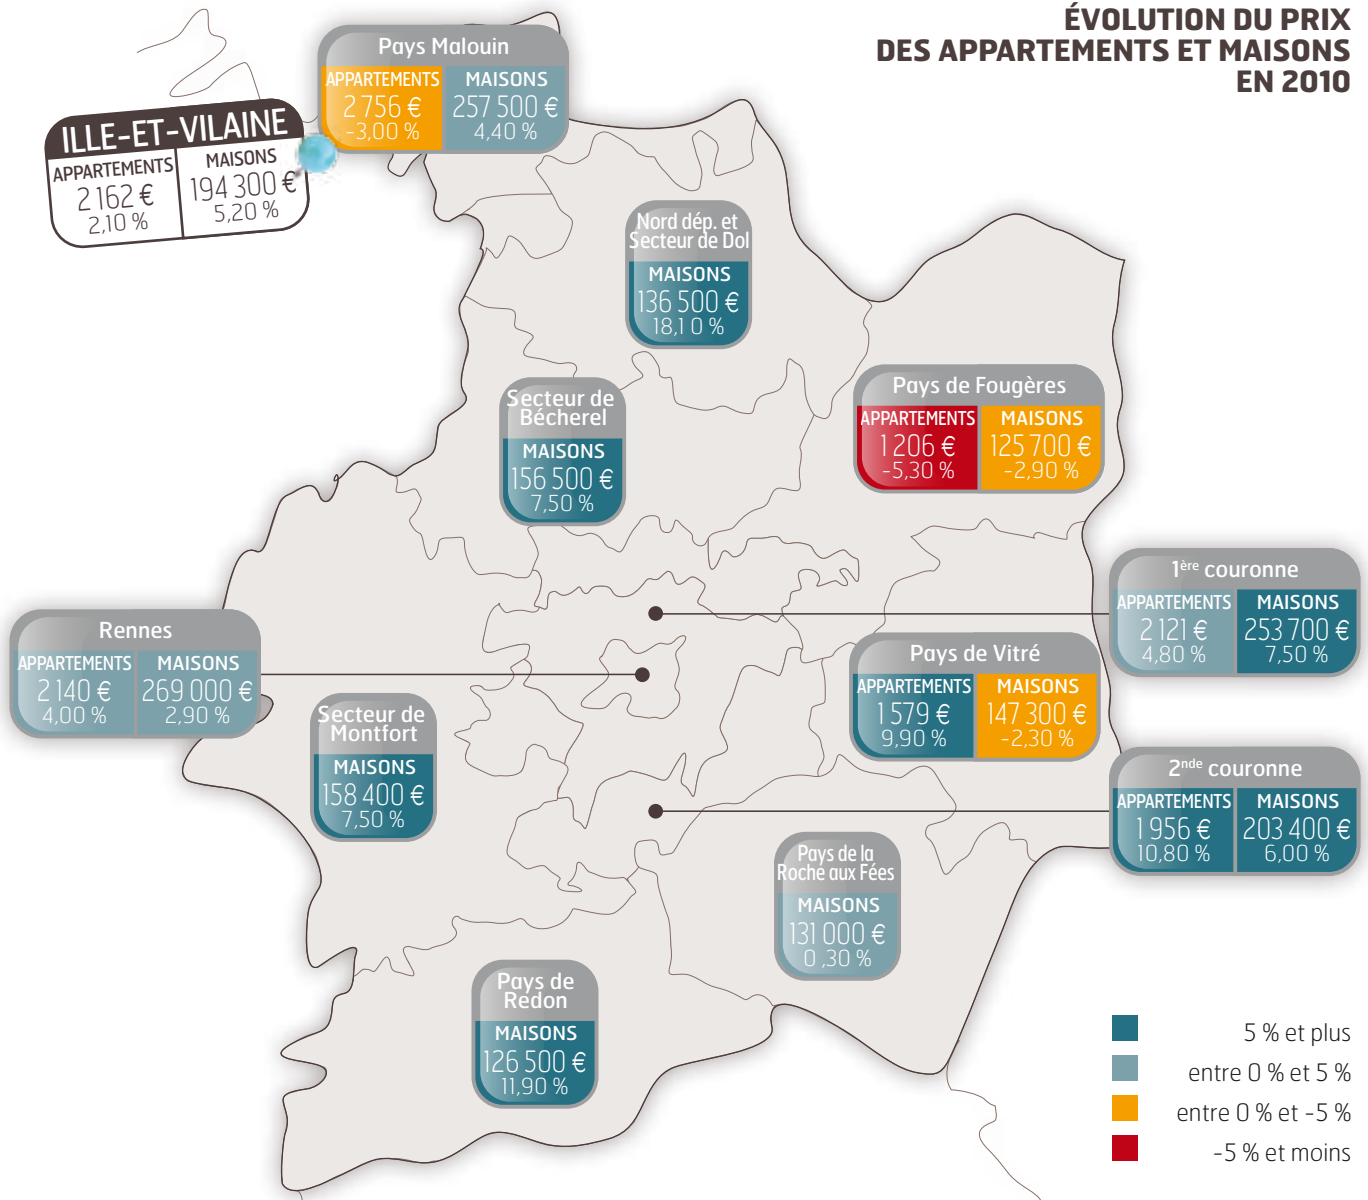 ÉVOLUTION DU PRIX
DES APPARTEMENTS ET MAISONS
EN 2010
Pays Malouin
APPARTEMENTS MAISONS
2 756 € 257 500 €
-3,00 % 4,40 %
ILLE-ET-VILAINE
APPARTEMENTS MAISONS
2 162 € 194 300 €
2,10 % 5,20 %
Nord dép. et
Secteur de Dol
MAISONS
136 500 €
18,1 0 %
Secteur de
Bécherel
MAISONS
156 500 €
7,50 %
Pays de Fougères
APPARTEMENTS MAISONS
1 206 € 125 700 €
-5,30 % -2,90 %
1ère couronne
APPARTEMENTS MAISONS
2 121 € 253 700 €
4,80 % 7,50 %
Rennes
APPARTEMENTS MAISONS
2 140 € 269 000 €
4,00 % 2,90 %
Pays de Vitré
APPARTEMENTS MAISONS
1 579 € 147 300 €
9,90 % -2,30 %
Secteur de
Montfort
MAISONS
158 400 €
7,50 %
2nde couronne
APPARTEMENTS MAISONS
1 956 € 203 400 €
10,80 % 6,00 %
Pays de la
Roche aux Fées
MAISONS
131 000 €
0 ,30 %
Pays de
Redon
MAISONS
126 500 €
11,90 %
5 % et plus
entre 0 % et 5 %
entre 0 % et -5 %
-5 % et moins